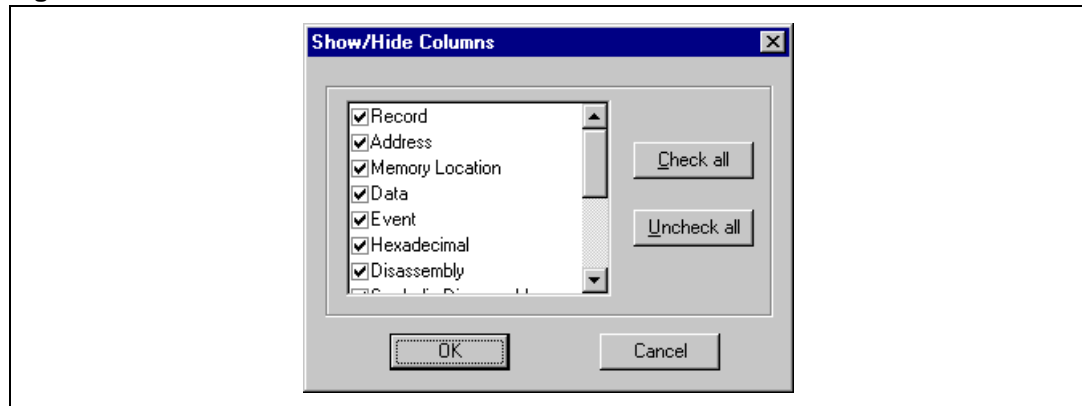 Show/Hide Columns
Record
Address
Memory Location
Data
Event
Hexadecimal
Disassembly
Check all
Uncheck all
OK
Cancel